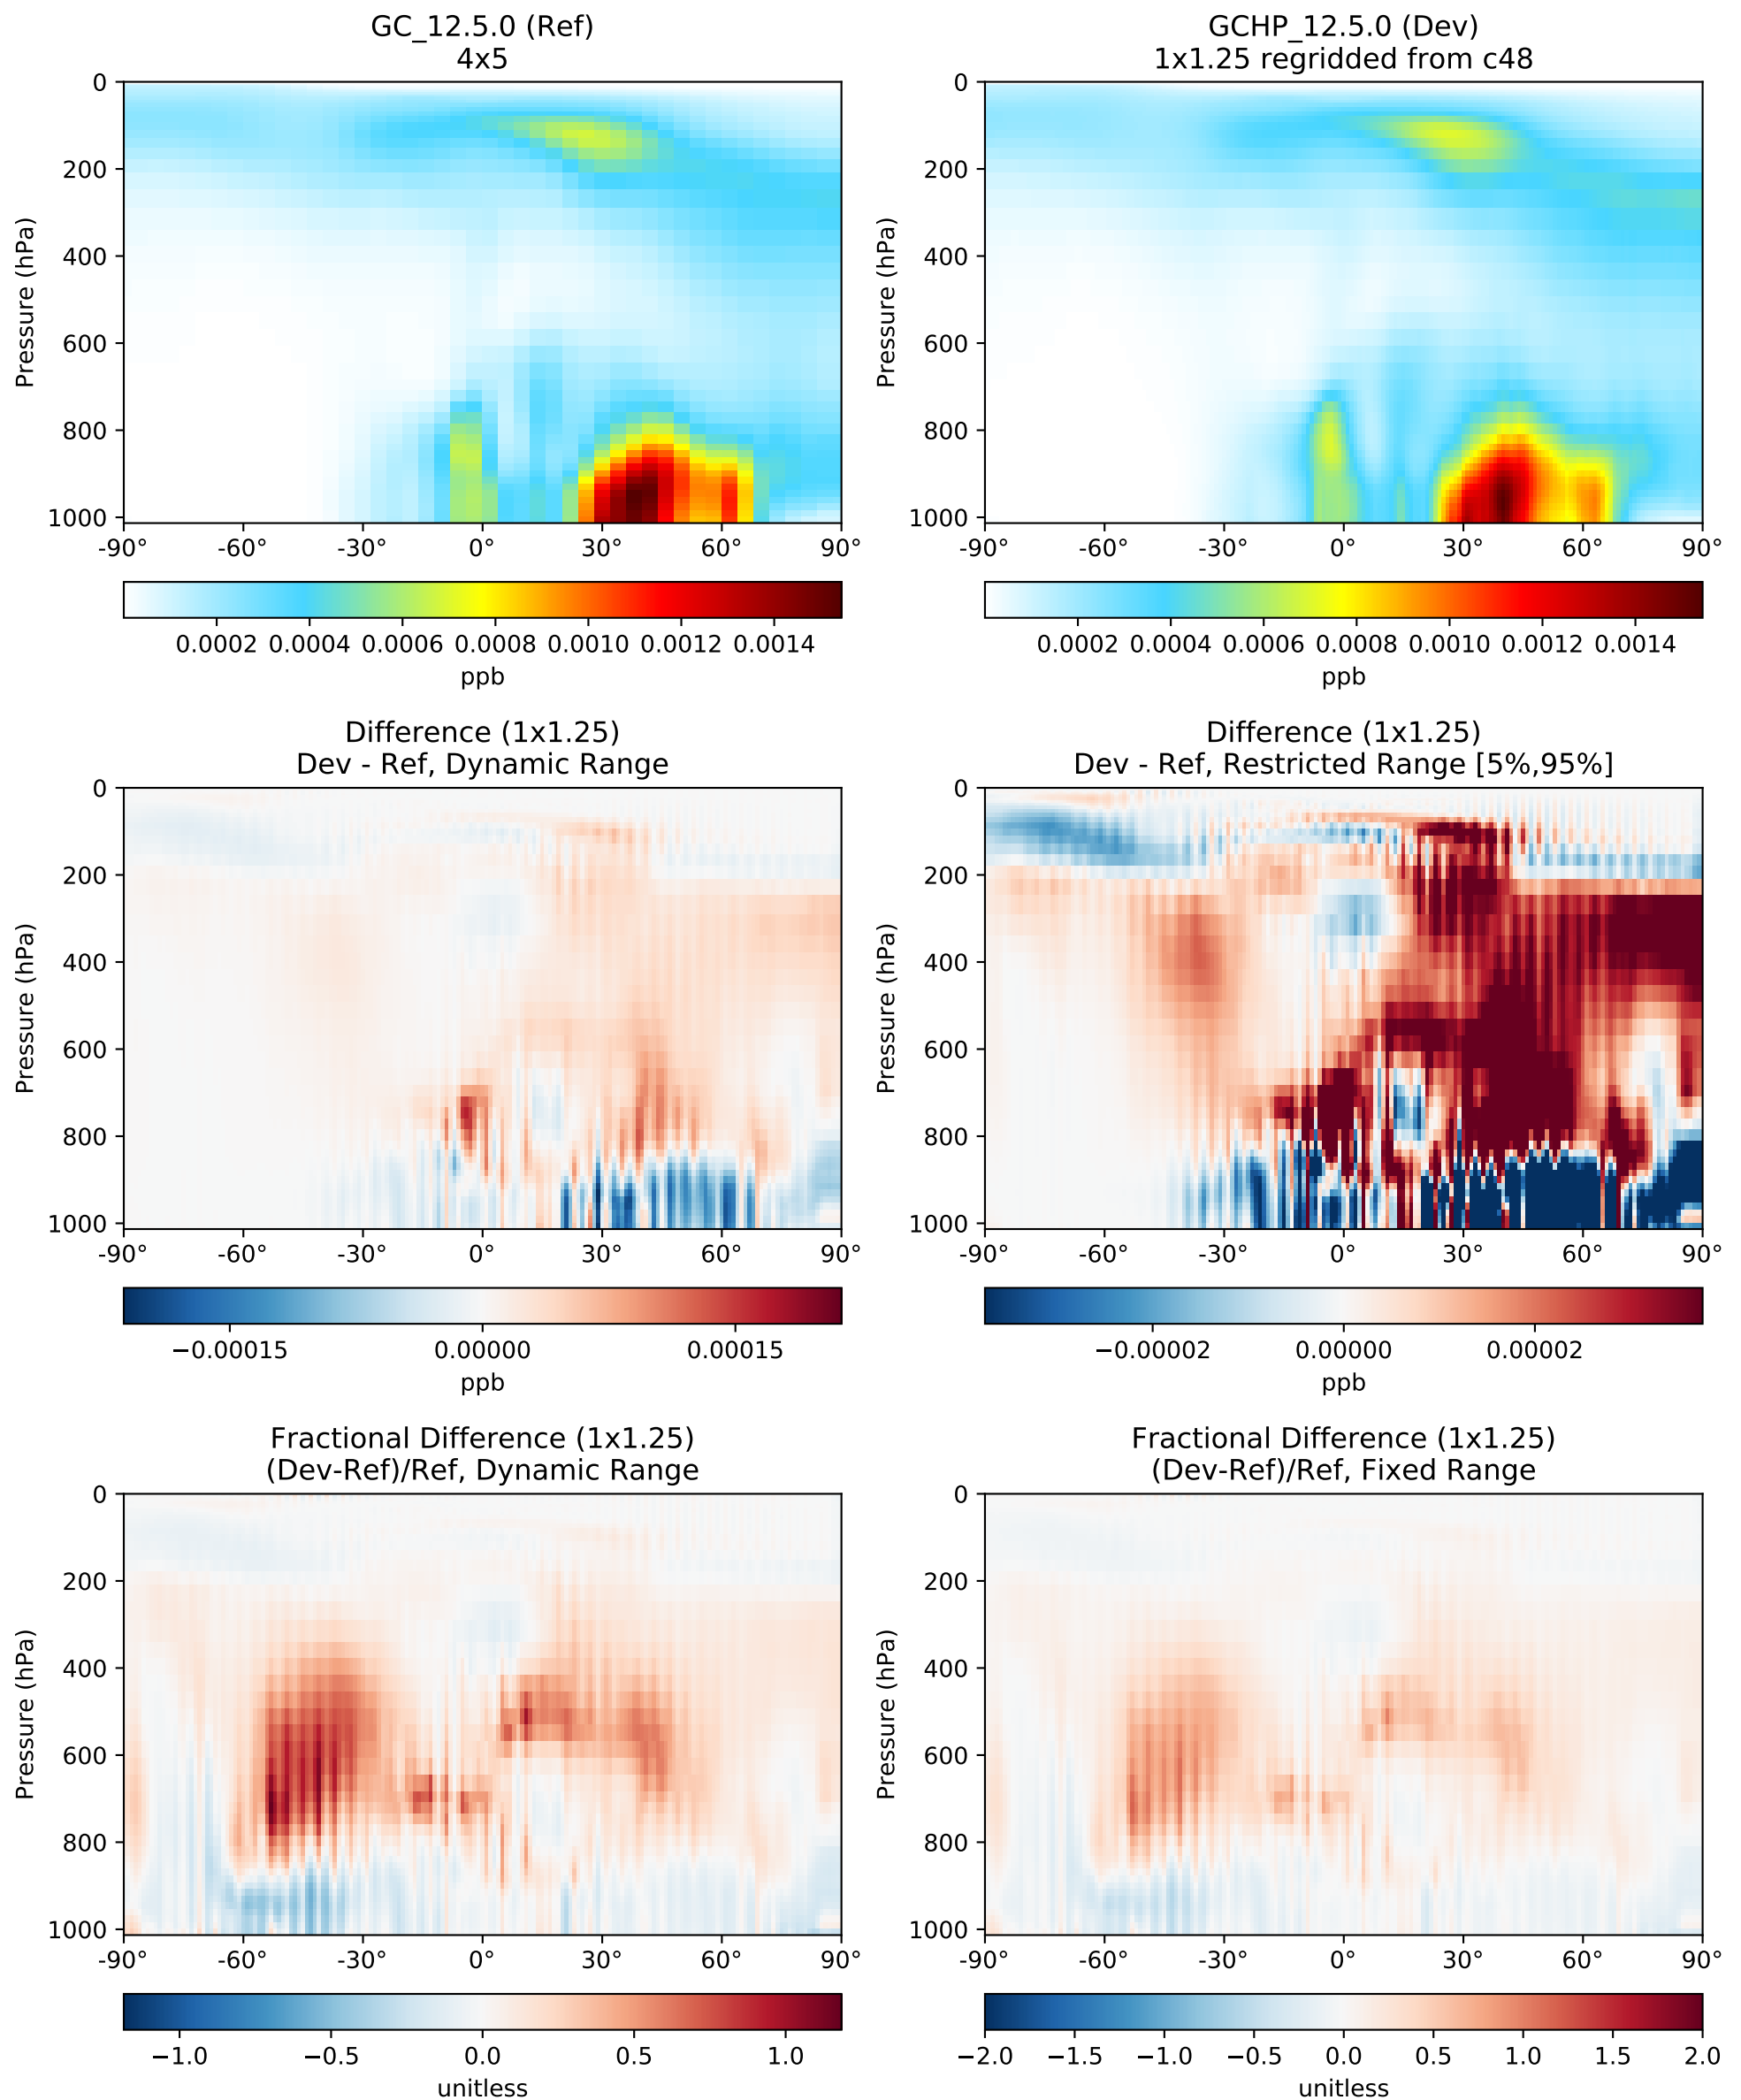 GC_12.5.0 (Ref)
4x5
0
200
400
600
800
1000
Pressure (hPa)
-90° -60° -30° 0° 30° 60° 90°
0.0002 0.0004 0.0006 0.0008 0.0010 0.0012 0.0014
ppb
GCHP_12.5.0 (Dev)
1x1.25 regridded from c48
0
200
400
600
800
1000
Pressure (hPa)
-90° -60° -30° 0° 30° 60° 90°
0.0002 0.0004 0.0006 0.0008 0.0010 0.0012 0.0014
ppb
Difference (1x1.25)
Dev - Ref, Dynamic Range
0
200
400
600
800
1000
Pressure (hPa)
-90° -60° -30° 0° 30° 60° 90°
−0.00015 0.00000 0.00015
ppb
Difference (1x1.25)
Dev - Ref, Restricted Range [5%,95%]
0
200
400
600
800
1000
Pressure (hPa)
-90° -60° -30° 0° 30° 60° 90°
−0.00002 0.00000 0.00002
ppb
Fractional Difference (1x1.25)
(Dev-Ref)/Ref, Dynamic Range
0
200
400
600
800
1000
Pressure (hPa)
-90° -60° -30° 0° 30° 60° 90°
−1.0 −0.5 0.0 0.5 1.0
unitless
Fractional Difference (1x1.25)
(Dev-Ref)/Ref, Fixed Range
0
200
400
600
800
1000
Pressure (hPa)
-90° -60° -30° 0° 30° 60° 90°
−2.0 −1.5 −1.0 −0.5 0.0 0.5 1.0 1.5 2.0
unitless